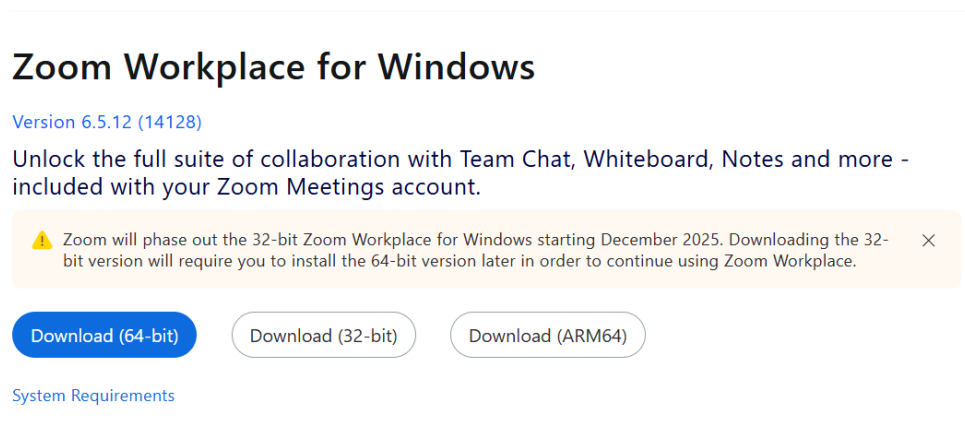 Zoom Workplace for Windows
Version 6.5.12 (14128)
Unlock the full suite of collaboration with Team Chat, Whiteboard, Notes and more -
included with your Zoom Meetings account.
Zoom will phase out the 32-bit Zoom Workplace for Windows starting December 2025. Downloading the 32-
bit version will require you to install the 64-bit version later in order to continue using Zoom Workplace.
Download (64-bit) Download (32-bit) Download (ARM64)
System Requirements